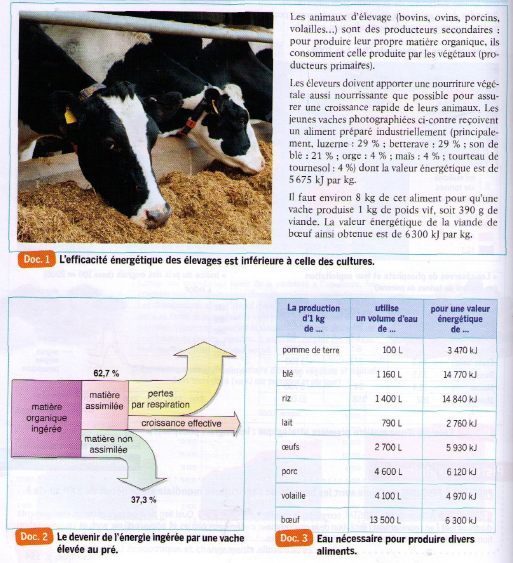 Les animaux d'élevage (bovins, ovins, porcins,
volailles...) sont des producteurs secondaires :
pour produire leur propre matière organique, ils
consomment celle produite par les végétaux (pro-
ducteurs primaires).
Les éleveurs doivent apporter une nourriture végé-
tale aussi nourrissante que possible pour assu-
rer une croissance rapide de leurs animaux. Les
jeunes vaches photographiées ci-contre reçoivent
un aliment préparé industriellement (principale-
ment, luzerne : 29 % ; betterave : 29 % ; son de
blé : 21 % ; orge : 4 % ; maïs : 4 % ; tourteau de
tournesol : 4 %) dont la valeur énergétique est de
5 675 kJ par kg.
Il faut environ 8 kg de cet aliment pour qu'une
vache produise 1 kg de poids vif, soit 390 g de
viande. La valeur énergétique de la viande de
bœuf ainsi obtenue est de 6 300 kJ par kg.
Doc. 1 L'efficacité énergétique des élevages est inférieure à celle des cultures.
62,7 %
matière organique ingérée
matière assimilée
pertes par respiration
croissance effective
matière non assimilée
37,3 %
Doc. 2 Le devenir de l'énergie ingérée par une vache
élevée au pré.
La production d'1 kg de ... utilise un volume d'eau de ... pour une valeur énergétique de ...
pomme de terre 100 L 3 470 kJ
blé 1 160 L 14 770 kJ
riz 1 400 L 14 840 kJ
lait 790 L 2 760 kJ
œufs 2 700 L 5 930 kJ
porc 4 600 L 6 120 kJ
volaille 4 100 L 4 970 kJ
bœuf 13 500 L 6 300 kJ
Doc. 3 Eau nécessaire pour produire divers
aliments.